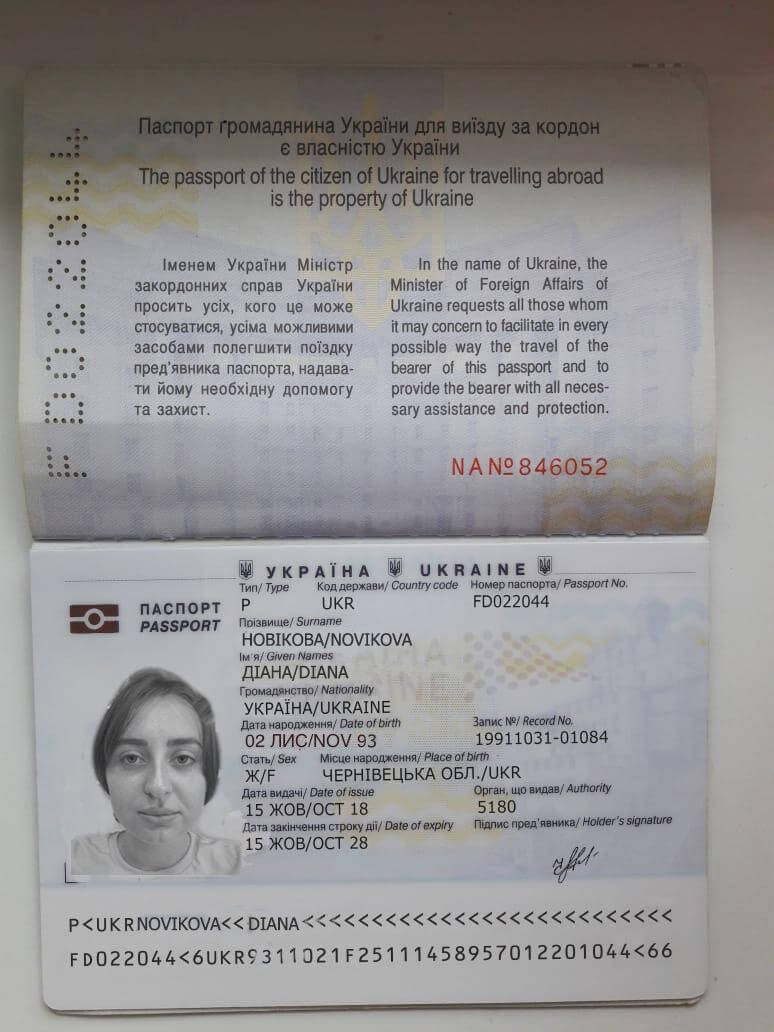 FD022044
Паспорт громадянина України для виїзду за кордон
є власністю України
The passport of the citizen of Ukraine for travelling abroad
is the property of Ukraine
Іменем України Міністр
закордонних справ України
просить усіх, кого це може
стосуватися, усіма можливими
засобами полегшити поїздку
пред'явника паспорта, надава-
ти йому необхідну допомогу
та захист.
In the name of Ukraine, the
Minister of Foreign Affairs of
Ukraine requests all those whom
it may concern to facilitate in every
possible way the travel of the
bearer of this passport and to
provide the bearer with all neces-
sary assistance and protection.
NA№846052
УКРАЇНА UKRAINE
ПАСПОРТ
PASSPORT
Тип/ Type Код держави/ Country code Номер паспорта/ Passport No.
P UKR FD022044
Прізвище/ Surname
НОВІКОВА/NOVIKOVA
Ім'я/ Given Names
ДІАНА/DIANA
Громадянство/ Nationality
УКРАЇНА/UKRAINE
Дата народження/ Date of birth Запис №/ Record No.
02 ЛИС/NOV 93 19911031-01084
Стать/ Sex Місце народження/ Place of birth
Ж/F ЧЕРНІВЕЦЬКА ОБЛ./UKR
Дата видачі/ Date of issue Орган, що видав/ Authority
15 ЖОВ/ОСТ 18 5180
Дата закінчення строку дії/ Date of expiry Підпис пред'явника/ Holder's signature
15 ЖОВ/ОСТ 28
P<UKRNOVIKOVA<<DIANA<<<<<<<<<<<<<<<<<<<<<<<<
FD022044<6UKR9311021F25111458957012201044<66